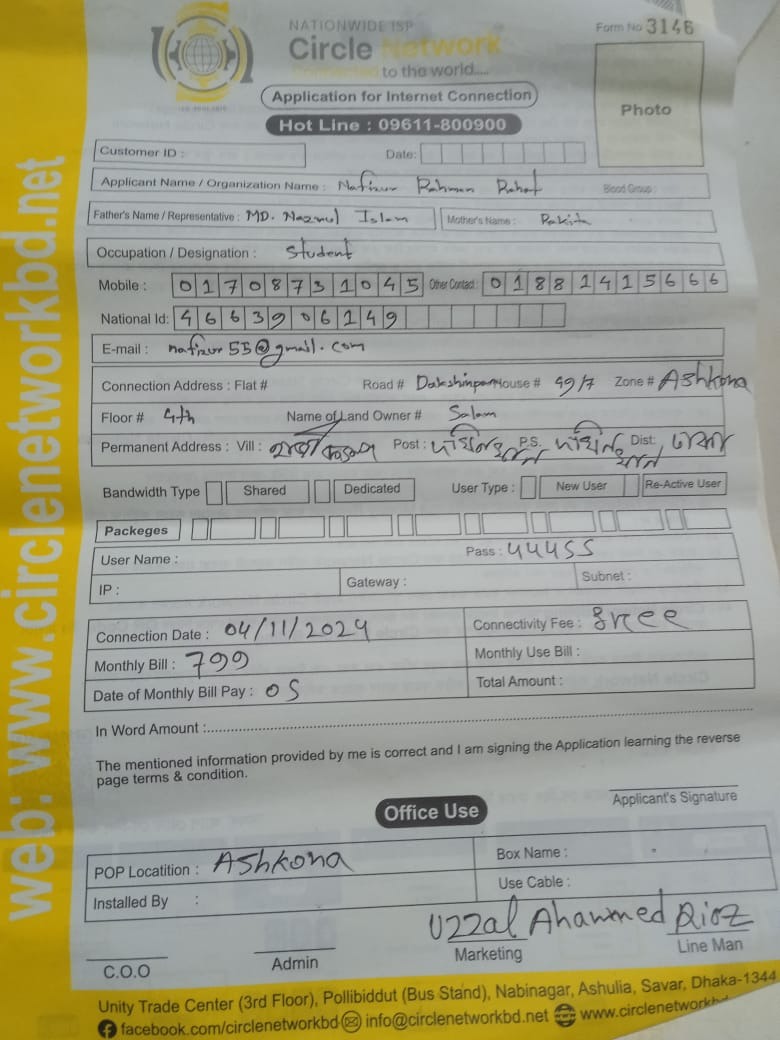 NATIONWIDE ISP
Form No 3146
Circle Network
Connected to the world....
Application for Internet Connection
Photo
Hot Line : 09611-800900
Customer ID : Date:
Applicant Name / Organization Name : Nafizur Rahman Rahat Blood Group :
Father's Name / Representative : MD. Nazrul Islam Mother's Name :
Occupation / Designation : Student
Mobile : 01708731045 Other Contact : 01881415666
National Id: 4663906149
E-mail : nafizur55@gmail.com
Connection Address : Flat # Road # Dakshinpara House # 49/7 Zone # Ashkona
Floor # 4th Name of Land Owner # Salam
Permanent Address : Vill : Post : P.S. Dist:
Bandwidth Type Shared Dedicated User Type : New User Re-Active User
Packeges
User Name : Pass : 44455
IP : Gateway : Subnet :
Connection Date : 04/11/2024 Connectivity Fee : free
Monthly Bill : 799 Monthly Use Bill :
Date of Monthly Bill Pay : 05 Total Amount :
In Word Amount :
The mentioned information provided by me is correct and I am signing the Application learning the reverse
page terms & condition.
Applicant's Signature
Office Use
POP Locatition : AShkona Box Name :
Installed By : Use Cable :
Uzzal Ahammed Rioz
C.O.O Admin Marketing Line Man
Unity Trade Center (3rd Floor), Pollibiddut (Bus Stand), Nabinagar, Ashulia, Savar, Dhaka-1344
facebook.com/circlenetworkbd info@circlenetworkbd.net www.circlenetworkbd
web: www.circlenetworkbd.net